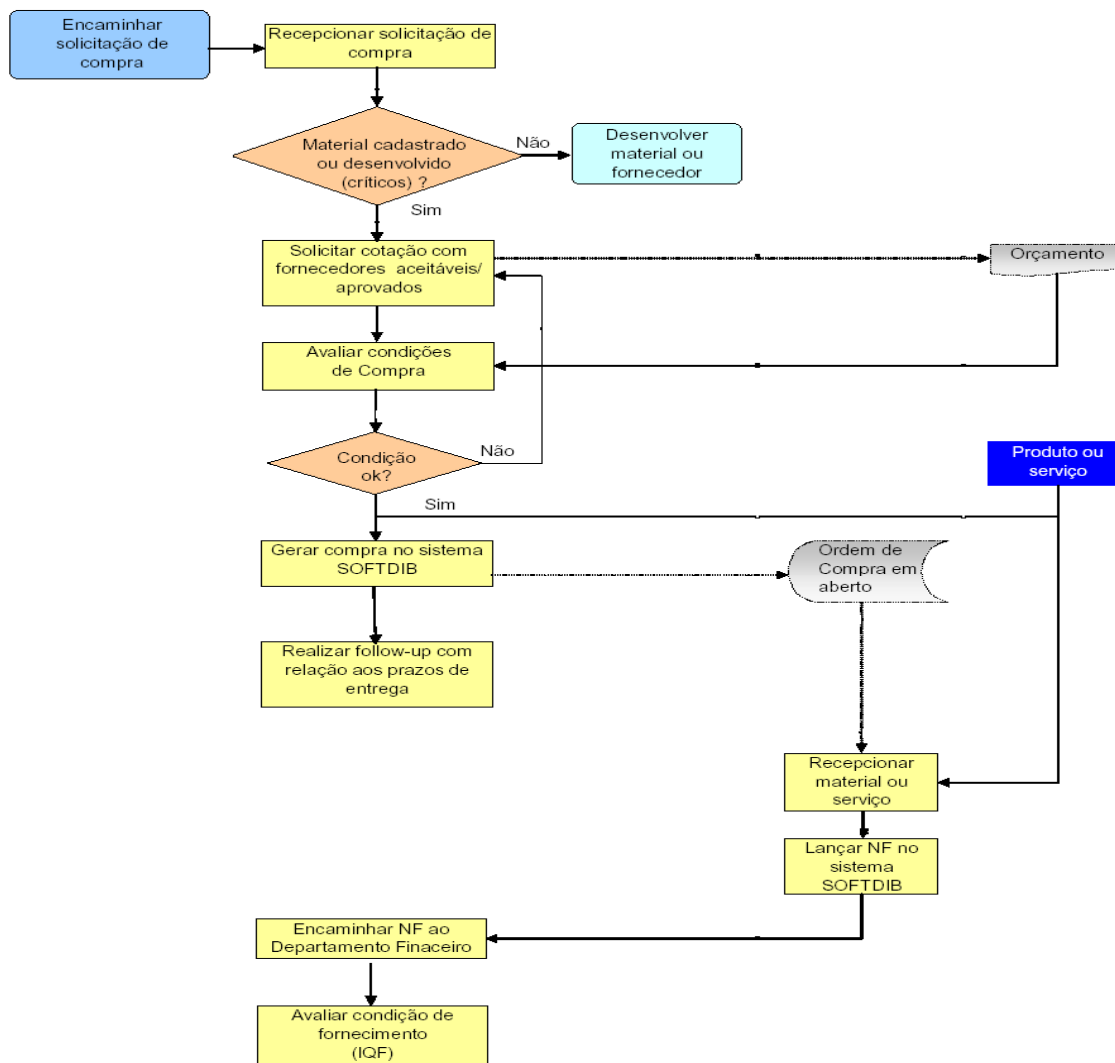 Encaminhar
solicitação de
compra
Recepcionar solicitação de
compra
Material cadastrado
ou desenvolvido
(críticos) ?
Não
Desenvolver
material ou
fornecedor
Sim
Solicitar cotação com
fornecedores aceitáveis/
aprovados
Orçamento
Avaliar condições
de Compra
Condição
ok?
Não
Sim
Produto ou
serviço
Gerar compra no sistema
SOFTDIB
Ordem de
Compra em
aberto
Realizar follow-up com
relação aos prazos de
entrega
Recepcionar
material ou
serviço
Lançar NF no
sistema
SOFTDIB
Encaminhar NF ao
Departamento Finaceiro
Avaliar condição de
fornecimento
(IQF)